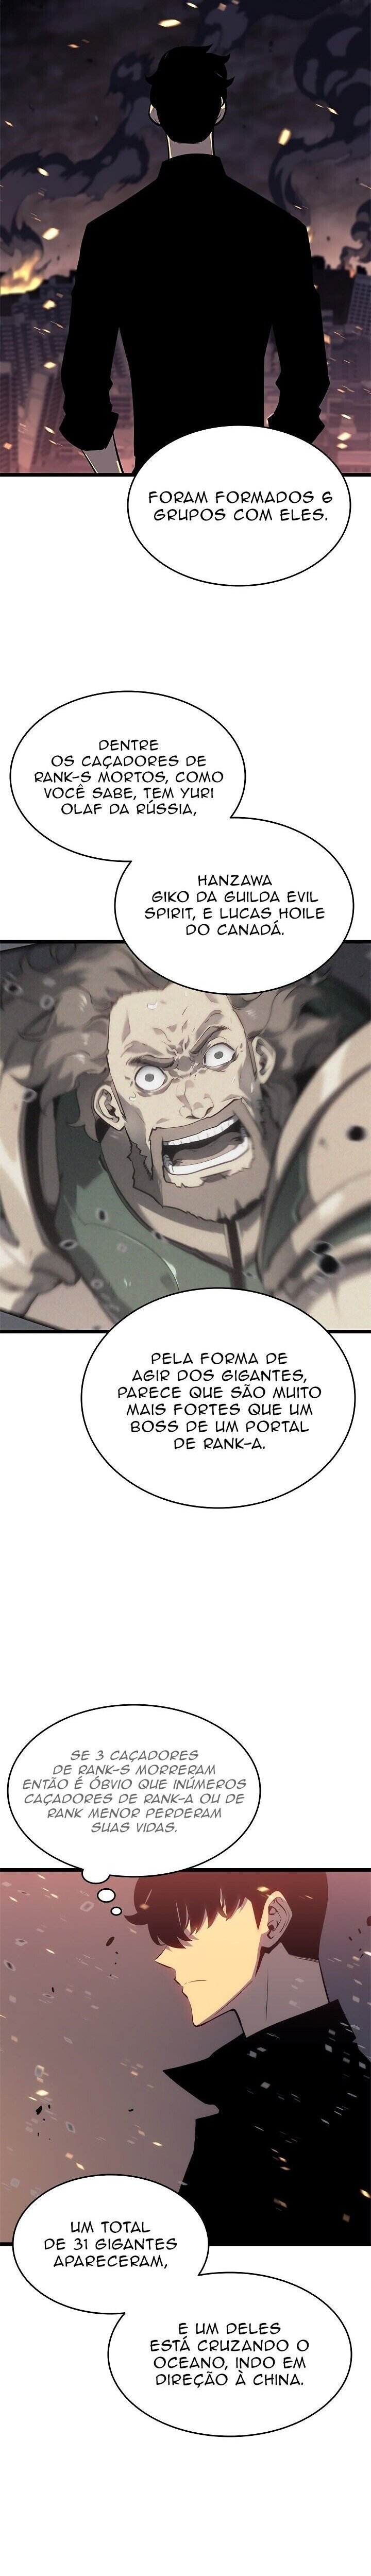 FORAM FORMADOS 6
GRUPOS COM ELES.
DENTRE
OS CAÇADORES DE
RANK-S MORTOS, COMO
VOCÊ SABE, TEM YURI
OLAF DA RÚSSIA,
HANZAWA
GIKO DA GUILDA EVIL
SPIRIT, E LUCAS HOILE
DO CANADÁ.
PELA FORMA DE
AGIR DOS GIGANTES,
PARECE QUE SÃO MUITO
MAIS FORTES QUE UM
BOSS DE UM PORTAL
DE RANK-A.
SE 3 CAÇADORES
DE RANK-S MORRERAM
ENTÃO É ÓBVIO QUE INÚMEROS
CAÇADORES DE RANK-A OU DE
RANK MENOR PERDERAM
SUAS VIDAS.
UM TOTAL
DE 31 GIGANTES
APARECERAM,
E UM DELES
ESTÁ CRUZANDO O
OCEANO, INDO EM
DIREÇÃO À CHINA.